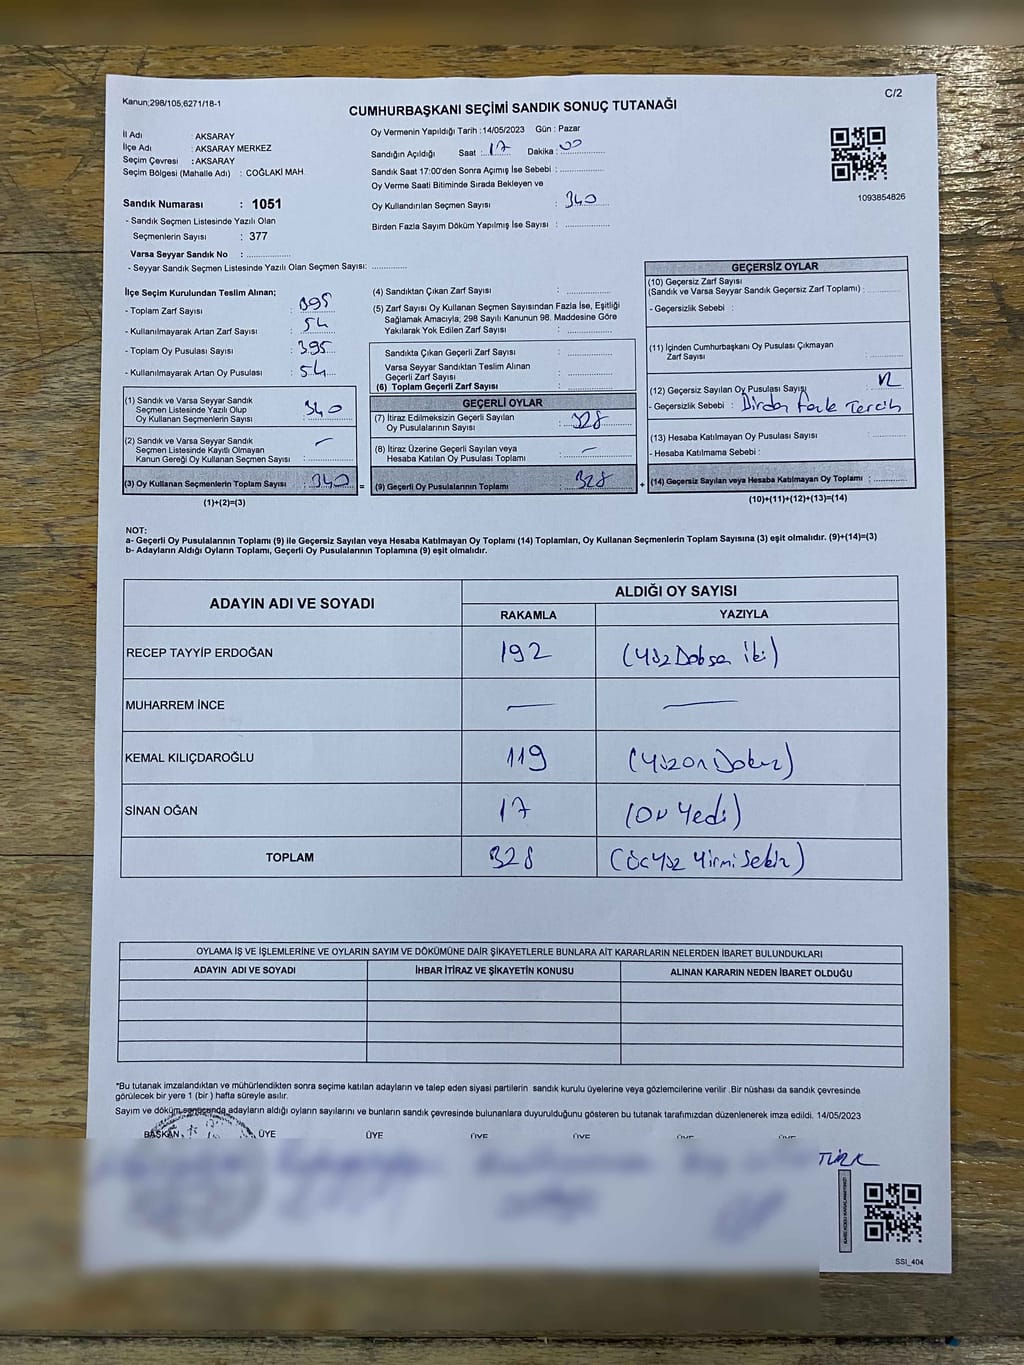 Kanun;298/105;6271/18-1
CUMHURBAŞKANI SEÇİMİ SANDIK SONUÇ TUTANAĞI
C/2
İl Adı : AKSARAY
İlçe Adı : AKSARAY MERKEZ
Seçim Çevresi : AKSARAY
Seçim Bölgesi (Mahalle Adı) : COĞLAKI MAH.
Sandık Numarası : 1051
- Sandık Seçmen Listesinde Yazılı Olan
Seçmenlerin Sayısı : 377
Varsa Seyyar Sandık No :
- Seyyar Sandık Seçmen Listesinde Yazılı Olan Seçmen Sayısı:
Oy Vermenin Yapıldığı Tarih :14/05/2023 Gün : Pazar
Sandığın Açıldığı Saat : 17 Dakika : 00
Sandık Saat 17:00'den Sonra Açımış İse Sebebi :
Oy Verme Saati Bitiminde Sırada Bekleyen ve
Oy Kullandırılan Seçmen Sayısı : 340
Birden Fazla Sayım Döküm Yapılmış İse Sayısı :
1093854826
İlçe Seçim Kurulundan Teslim Alınan;
- Toplam Zarf Sayısı : 395
- Kullanılmayarak Artan Zarf Sayısı : 54
- Toplam Oy Pusulası Sayısı : 395
- Kullanılmayarak Artan Oy Pusulası : 54
(1) Sandık ve Varsa Seyyar Sandık
Seçmen Listesinde Yazılı Olup
Oy Kullanan Seçmenlerin Sayısı : 340
(2) Sandık ve Varsa Seyyar Sandık
Seçmen Listesinde Kayıtlı Olmayan
Kanun Gereği Oy Kullanan Seçmen Sayısı : —
(3) Oy Kullanan Seçmenlerin Toplam Sayısı : 340 =
(1)+(2)=(3)
(4) Sandıktan Çıkan Zarf Sayısı :
(5) Zarf Sayısı Oy Kullanan Seçmen Sayısından Fazla İse, Eşitliği
Sağlamak Amacıyla; 298 Sayılı Kanunun 98. Maddesine Göre
Yakılarak Yok Edilen Zarf Sayısı :
Sandıkta Çıkan Geçerli Zarf Sayısı :
Varsa Seyyar Sandıktan Teslim Alınan
Geçerli Zarf Sayısı :
(6) Toplam Geçerli Zarf Sayısı :
GEÇERLİ OYLAR
(7) İtiraz Edilmeksizin Geçerli Sayılan
Oy Pusulalarının Sayısı : 328
(8) İtiraz Üzerine Geçerli Sayılan veya
Hesaba Katılan Oy Pusulası Toplamı : —
(9) Geçerli Oy Pusulalarının Toplamı : 328 +
GEÇERSİZ OYLAR
(10) Geçersiz Zarf Sayısı
(Sandık ve Varsa Seyyar Sandık Geçersiz Zarf Toplamı) :
- Geçersizlik Sebebi :
(11) İçinden Cumhurbaşkanı Oy Pusulası Çıkmayan
Zarf Sayısı :
(12) Geçersiz Sayılan Oy Pusulası Sayısı : 12
- Geçersizlik Sebebi : Birden Fazla Tercih
(13) Hesaba Katılmayan Oy Pusulası Sayısı :
- Hesaba Katılmama Sebebi :
(14) Geçersiz Sayılan veya Hesaba Katılmayan Oy Toplamı :
(10)+(11)+(12)+(13)=(14)
NOT:
a- Geçerli Oy Pusulalarının Toplamı (9) ile Geçersiz Sayılan veya Hesaba Katılmayan Oy Toplamı (14) Toplamları, Oy Kullanan Seçmenlerin Toplam Sayısına (3) eşit olmalıdır. (9)+(14)=(3)
b- Adayların Aldığı Oyların Toplamı, Geçerli Oy Pusulalarının Toplamına (9) eşit olmalıdır.
ADAYIN ADI VE SOYADI
ALDIĞI OY SAYISI
RAKAMLA YAZIYLA
RECEP TAYYİP ERDOĞAN 192 (Yüz Doksan iki)
MUHARREM İNCE — —
KEMAL KILIÇDAROĞLU 119 (Yüzon Dokuz)
SİNAN OĞAN 17 (On Yedi)
TOPLAM 328 (üçYüz Yirmi Sekiz)
OYLAMA İŞ VE İŞLEMLERİNE VE OYLARIN SAYIM VE DÖKÜMÜNE DAİR ŞİKAYETLERLE BUNLARA AİT KARARLARIN NELERDEN İBARET BULUNDUKLARI
ADAYIN ADI VE SOYADI İHBAR İTİRAZ VE ŞİKAYETİN KONUSU ALINAN KARARIN NEDEN İBARET OLDUĞU
*Bu tutanak imzalandıktan ve mühürlendikten sonra seçime katılan adayların ve talep eden siyasi partilerin sandık kurulu üyelerine veya gözlemcilerine verilir .Bir nüshası da sandık çevresinde
görülecek bir yere 1 (bir ) hafta süreyle asılır.
Sayım ve döküm sonucunda adayların aldığı oyların sayılarını ve bunların sandık çevresinde bulunanlara duyurulduğunu gösteren bu tutanak tarafımızdan düzenlenerek imza edildi. 14/05/2023
BAŞKAN ÜYE ÜYE ÜYE ÜYE ÜYE ÜYE
TÜRK
SSI_404